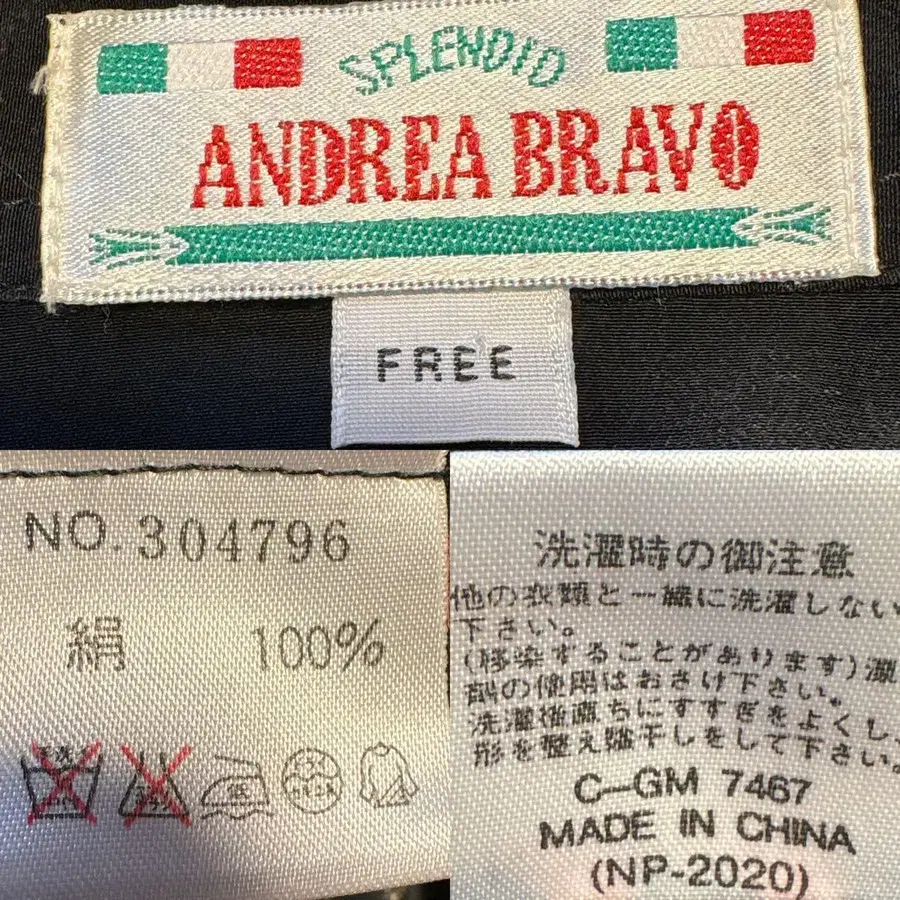 SPLENDID
ANDREA BRAVO
FREE
NO.304796
絹 100%
洗濯時の御注意
他の衣類と一緒に洗濯しない
下さい。
(移染することがあります)漂
剤の使用はおさけ下さい。
洗濯後直ちにすすぎをよくし、
形を整え陰干しをして下さい。
C-GM 7467
MADE IN CHINA
(NP-2020)